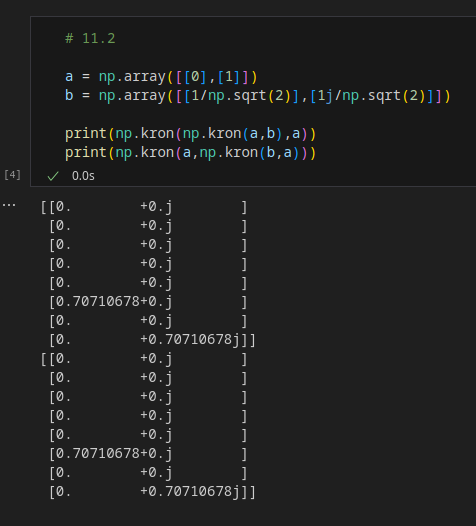 # 11.2
a = np.array([[0],[1]])
b = np.array([[1/np.sqrt(2)],[1j/np.sqrt(2)]])
print(np.kron(np.kron(a,b),a))
print(np.kron(a,np.kron(b,a)))
[4] 0.0s
... [[0.        +0.j        ]
 [0.        +0.j        ]
 [0.        +0.j        ]
 [0.        +0.j        ]
 [0.        +0.j        ]
 [0.70710678+0.j        ]
 [0.        +0.j        ]
 [0.        +0.70710678j]]
[[0.        +0.j        ]
 [0.        +0.j        ]
 [0.        +0.j        ]
 [0.        +0.j        ]
 [0.        +0.j        ]
 [0.70710678+0.j        ]
 [0.        +0.j        ]
 [0.        +0.70710678j]]